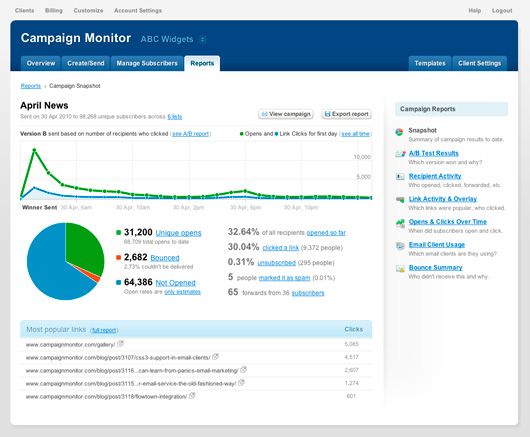 Clients Billing Customize Account Settings Help Logout
Campaign Monitor ABC Widgets
Overview Create/Send Manage Subscribers Reports Templates Client Settings
Reports › Campaign Snapshot
April News
Sent on 30 Apr 2010 to 98,268 unique subscribers across 6 lists
View campaign Export report
Version B sent based on number of recipients who clicked (see A/B report)
Opens and Link Clicks for first day (see all time)
10,000
5,000
Winner Sent 30 Apr, 6am 30 Apr, 10am 30 Apr, 2pm 30 Apr, 6pm 30 Apr, 10pm
31,200 Unique opens
68,709 total opens to date
2,682 Bounced
2.73% couldn't be delivered
64,386 Not Opened
Open rates are only estimates
32.64% of all recipients opened so far
30.04% clicked a link (9,372 people)
0.31% unsubscribed (295 people)
5 people marked it as spam (0.01%)
65 forwards from 36 subscribers
Most popular links (full report) Clicks
www.campaignmonitor.com/gallery/ 5,085
www.campaignmonitor.com/blog/post/3107/css3-support-in-email-clients/ 4,517
www.campaignmonitor.com/blog/post/3116...can-learn-from-panics-email-marketing/ 2,607
www.campaignmonitor.com/blog/post/3115...r-email-service-the-old-fashioned-way/ 1,274
www.campaignmonitor.com/blog/post/3118/flowtown-integration/ 601
Campaign Reports
Snapshot
Summary of campaign results to date.
A/B Test Results
Which version won and why?
Recipient Activity
Who opened, clicked, forwarded, etc.
Link Activity & Overlay
Which links were popular, who clicked.
Opens & Clicks Over Time
When did subscribers open and click.
Email Client Usage
Which email clients are they using?
Bounce Summary
Who didn't receive this and why.